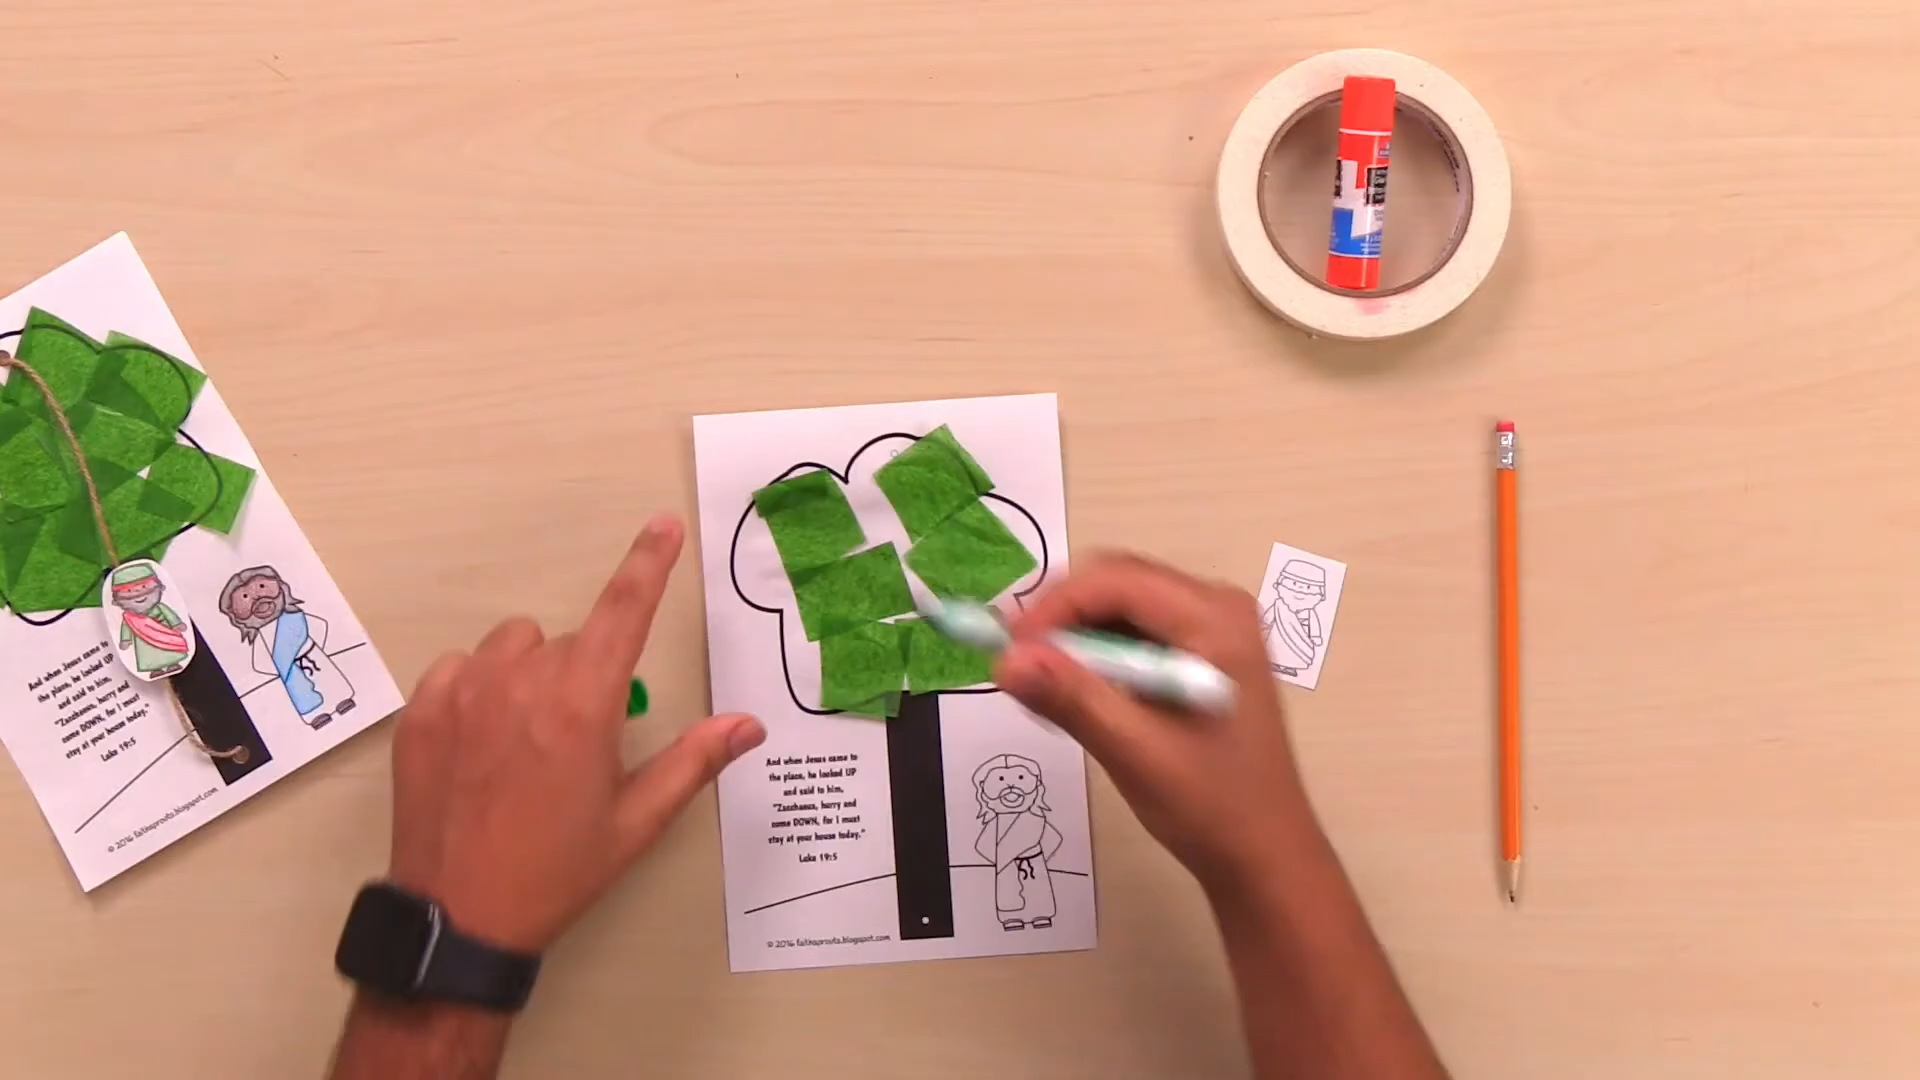 And when Jesus came to
the place, he looked UP
and said to him,
"Zacchaeus, hurry and
come DOWN, for I must
stay at your house today."
Luke 19:5
© 2016 faithsprouts.blogspot.com
And when Jesus came to
the place, he looked UP
and said to him,
"Zacchaeus, hurry and
come DOWN, for I must
stay at your house today."
Luke 19:5
© 2016 faithsprouts.blogspot.com